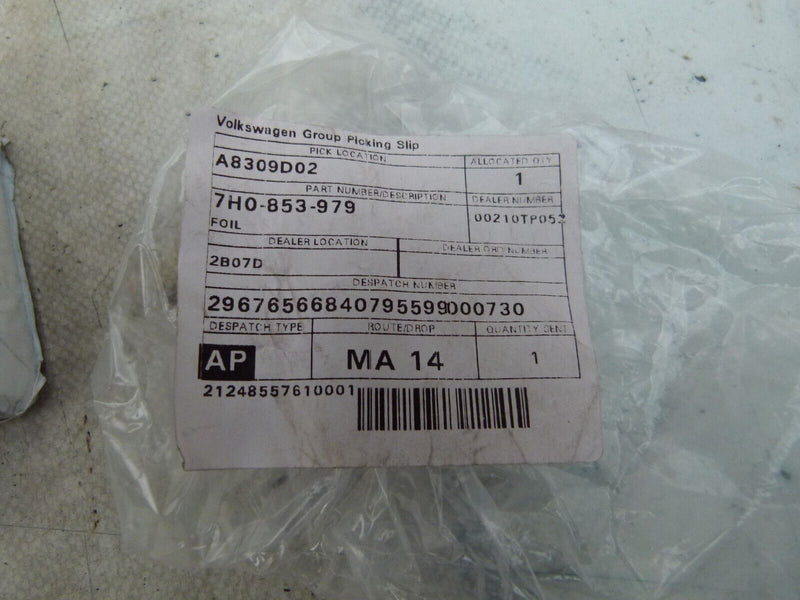 Volkswagen Group Picking Slip
PICK LOCATION
ALLOCATED QTY
A8309D02
1
PART NUMBER/DESCRIPTION
DEALER NUMBER
7H0-853-979
00210TP052
FOIL
DEALER LOCATION
DEALER ORD NUMBER
2B07D
DESPATCH NUMBER
29676566840795599000730
DESPATCH TYPE
ROUTE/DROP
QUANTITY SENT
AP
MA 14
1
21248557610001